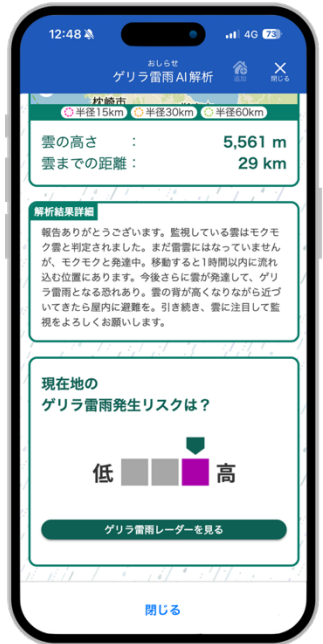 12:48
4G 73
おしらせ
ゲリラ雷雨AI解析
追加
閉じる
枕崎市
半径15km 半径30km 半径60km
雲の高さ : 5,561 m
雲までの距離: 29 km
解析結果詳細
報告ありがとうございます。監視している雲はモクモ
ク雲と判定されました。まだ雷雲にはなっていません
が、モクモクと発達中。移動すると1時間以内に流れ
込む位置にあります。今後さらに雲が発達して、ゲリ
ラ雷雨となる恐れあり。雲の背が高くなりながら近づ
いてきたら屋内に避難を。引き続き、雲に注目して監
視をよろしくお願いします。
現在地の
ゲリラ雷雨発生リスクは？
低 高
ゲリラ雷雨レーダーを見る
閉じる